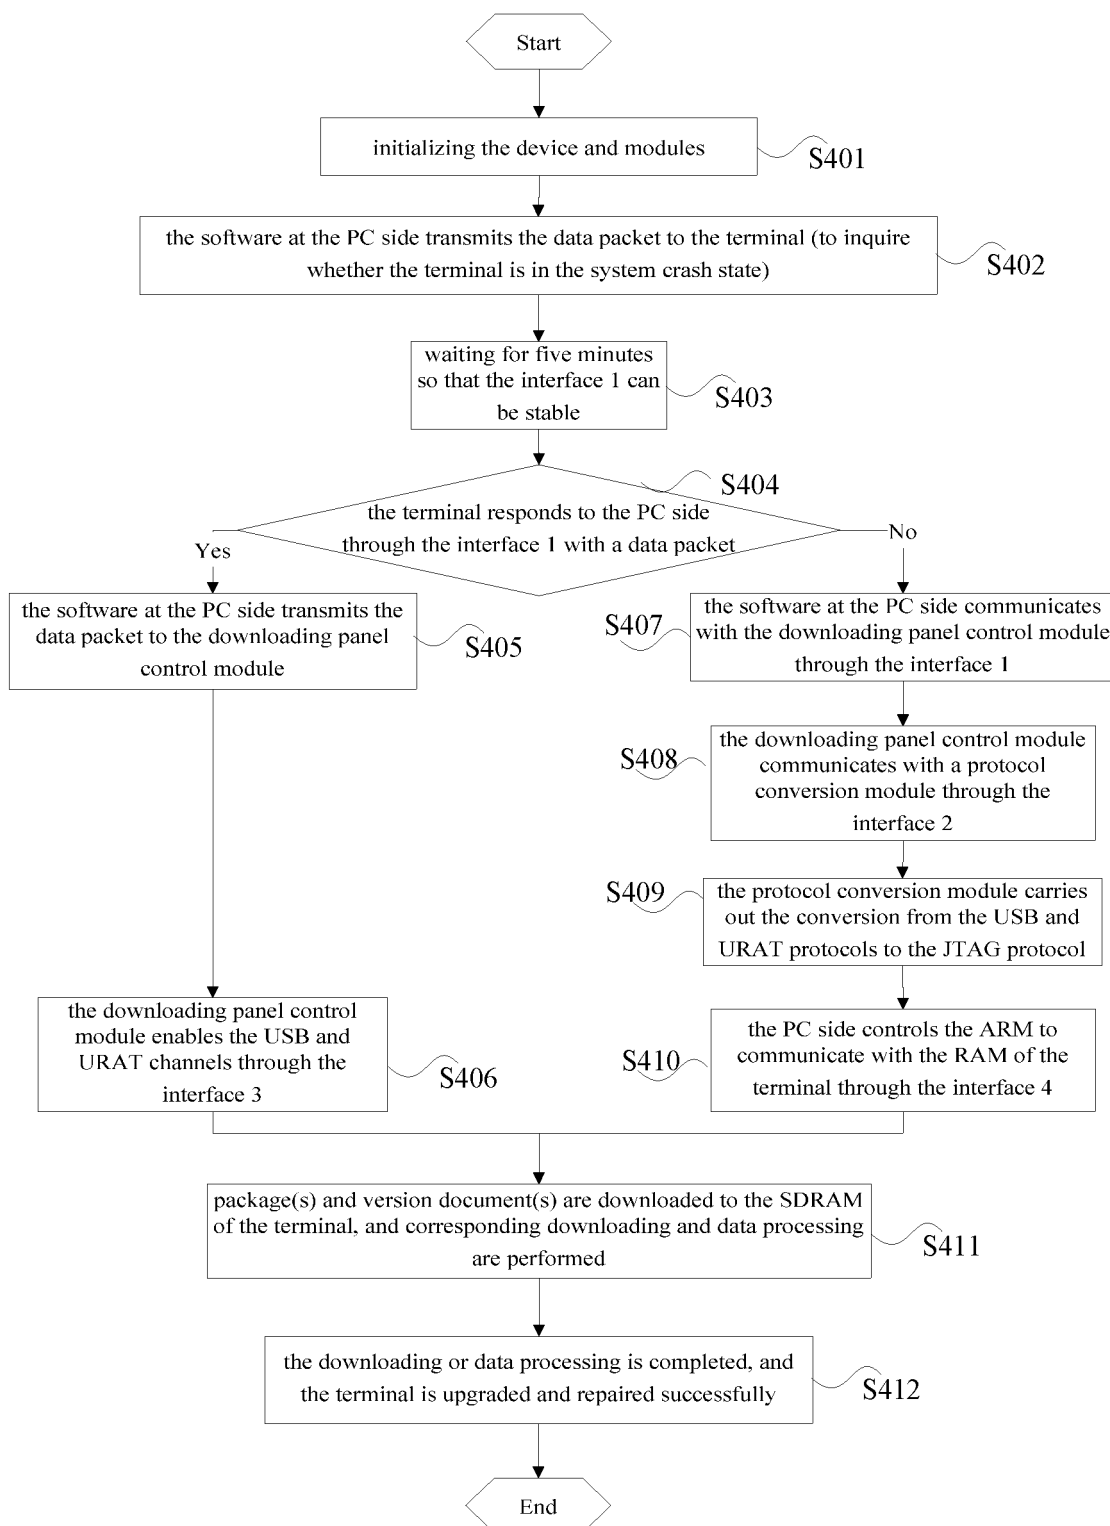 Start
initializing the device and modules
S401
the software at the PC side transmits the data packet to the terminal (to inquire
whether the terminal is in the system crash state)
S402
waiting for five minutes
so that the interface 1 can
be stable
S403
the terminal responds to the PC side
through the interface 1 with a data packet
S404
Yes
No
the software at the PC side transmits the
data packet to the downloading panel
control module
S405
the software at the PC side communicates
with the downloading panel control module
through the interface 1
S407
the downloading panel control module
communicates with a protocol
conversion module through the
interface 2
S408
the protocol conversion module carries
out the conversion from the USB and
URAT protocols to the JTAG protocol
S409
the downloading panel control
module enables the USB and
URAT channels through the
interface 3
S406
the PC side controls the ARM to
communicate with the RAM of the
terminal through the interface 4
S410
package(s) and version document(s) are downloaded to the SDRAM
of the terminal, and corresponding downloading and data processing
are performed
S411
the downloading or data processing is completed, and
the terminal is upgraded and repaired successfully
S412
End